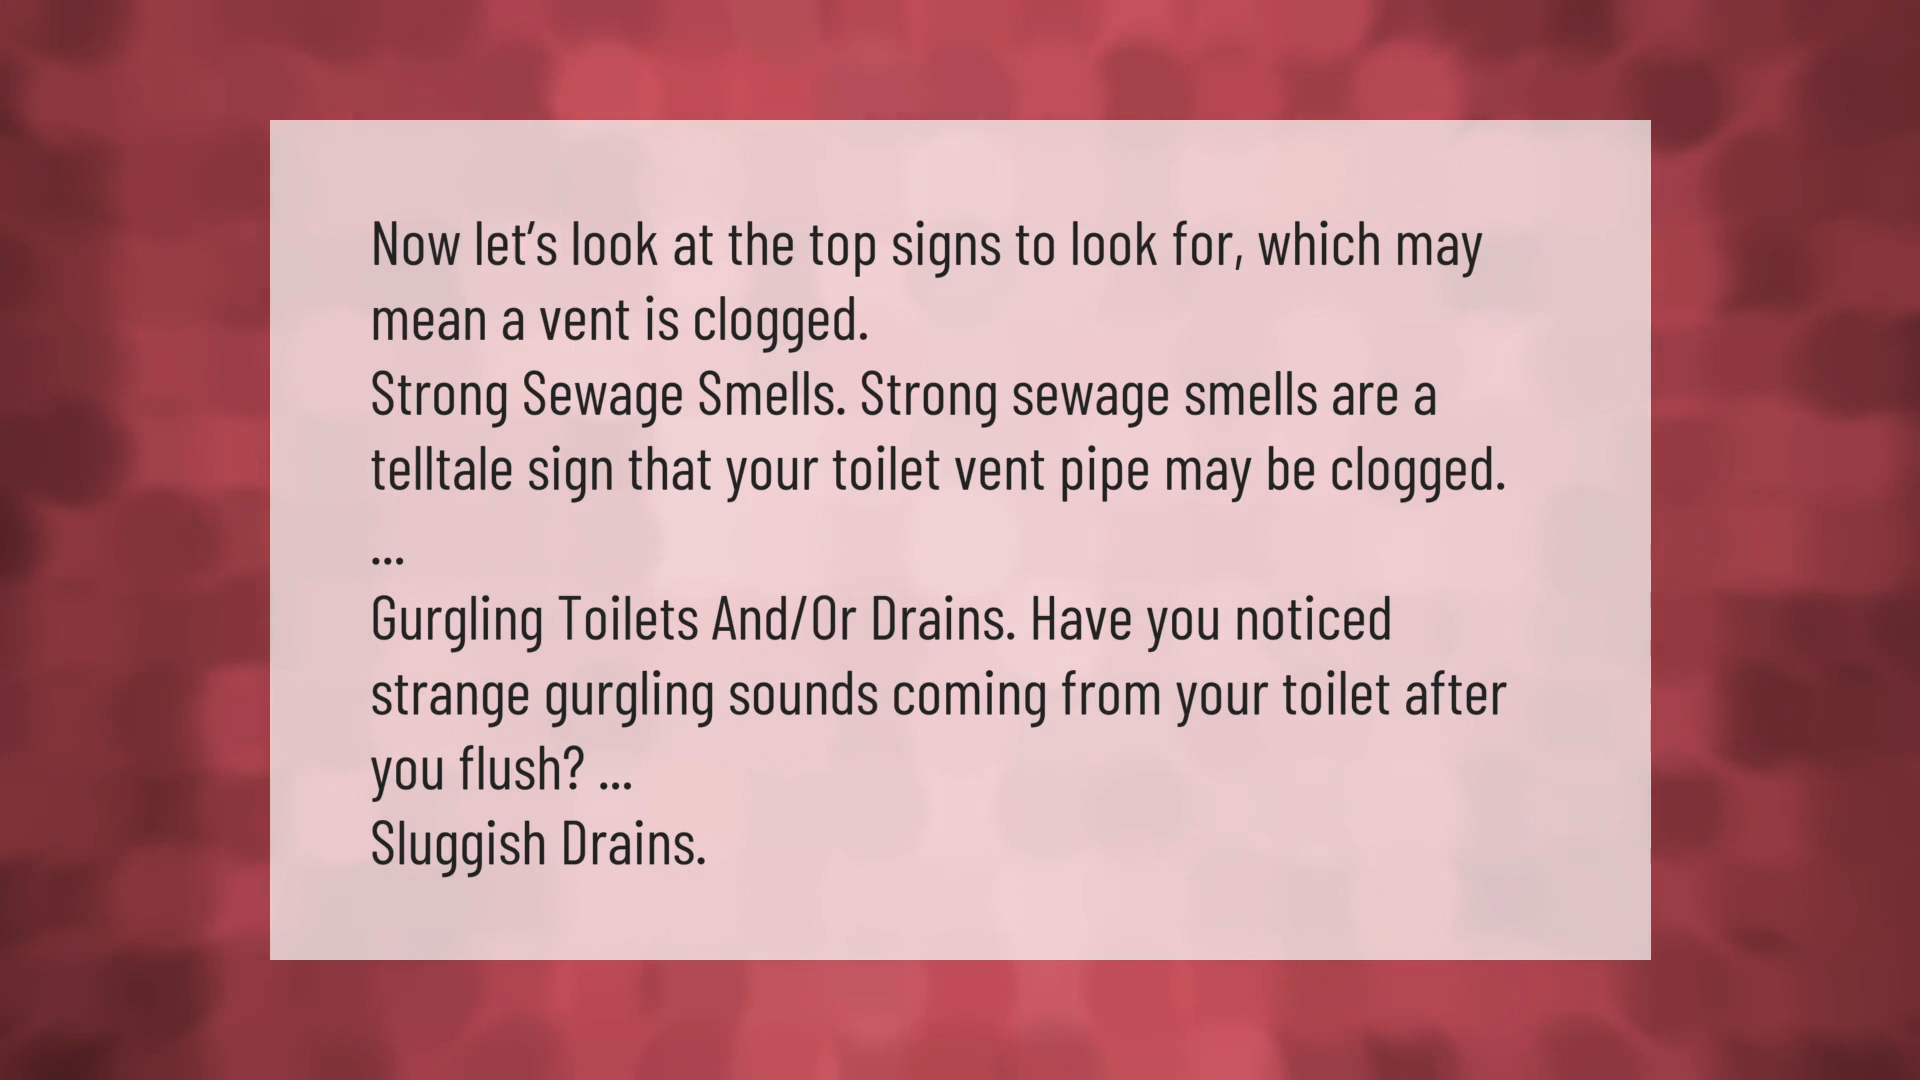 Now let’s look at the top signs to look for, which may
mean a vent is clogged.
Strong Sewage Smells. Strong sewage smells are a
telltale sign that your toilet vent pipe may be clogged.
...
Gurgling Toilets And/Or Drains. Have you noticed
strange gurgling sounds coming from your toilet after
you flush? ...
Sluggish Drains.